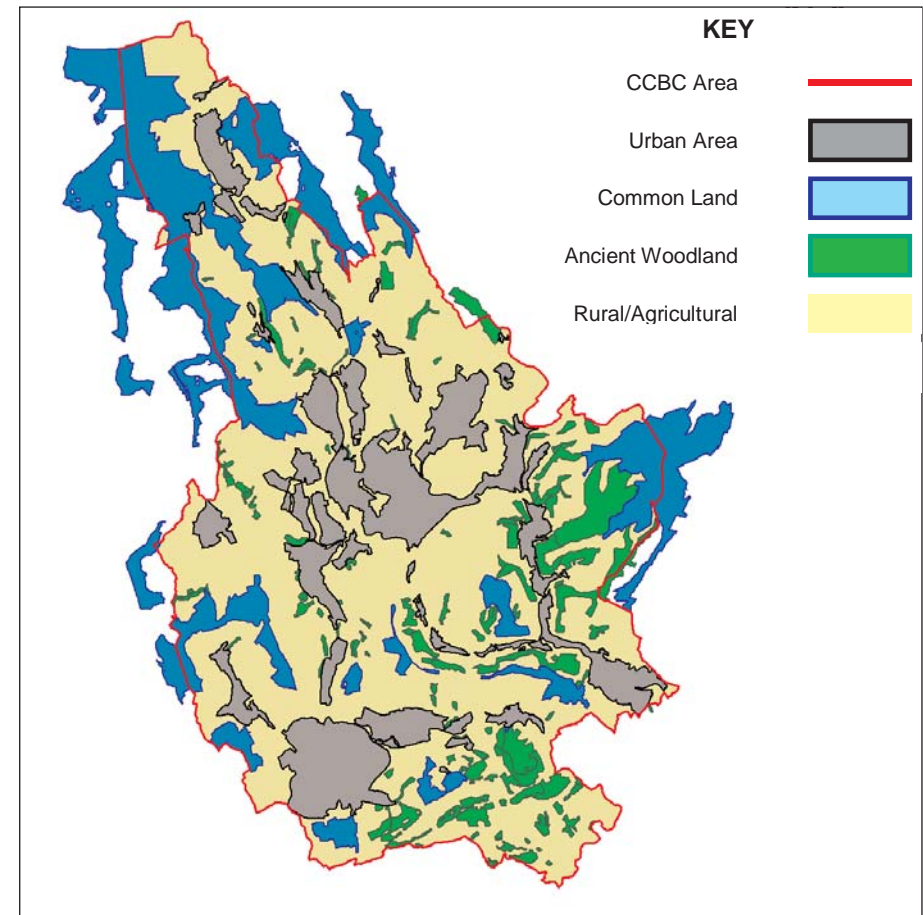 KEY
CCBC Area
Urban Area
Common Land
Ancient Woodland
Rural/Agricultural